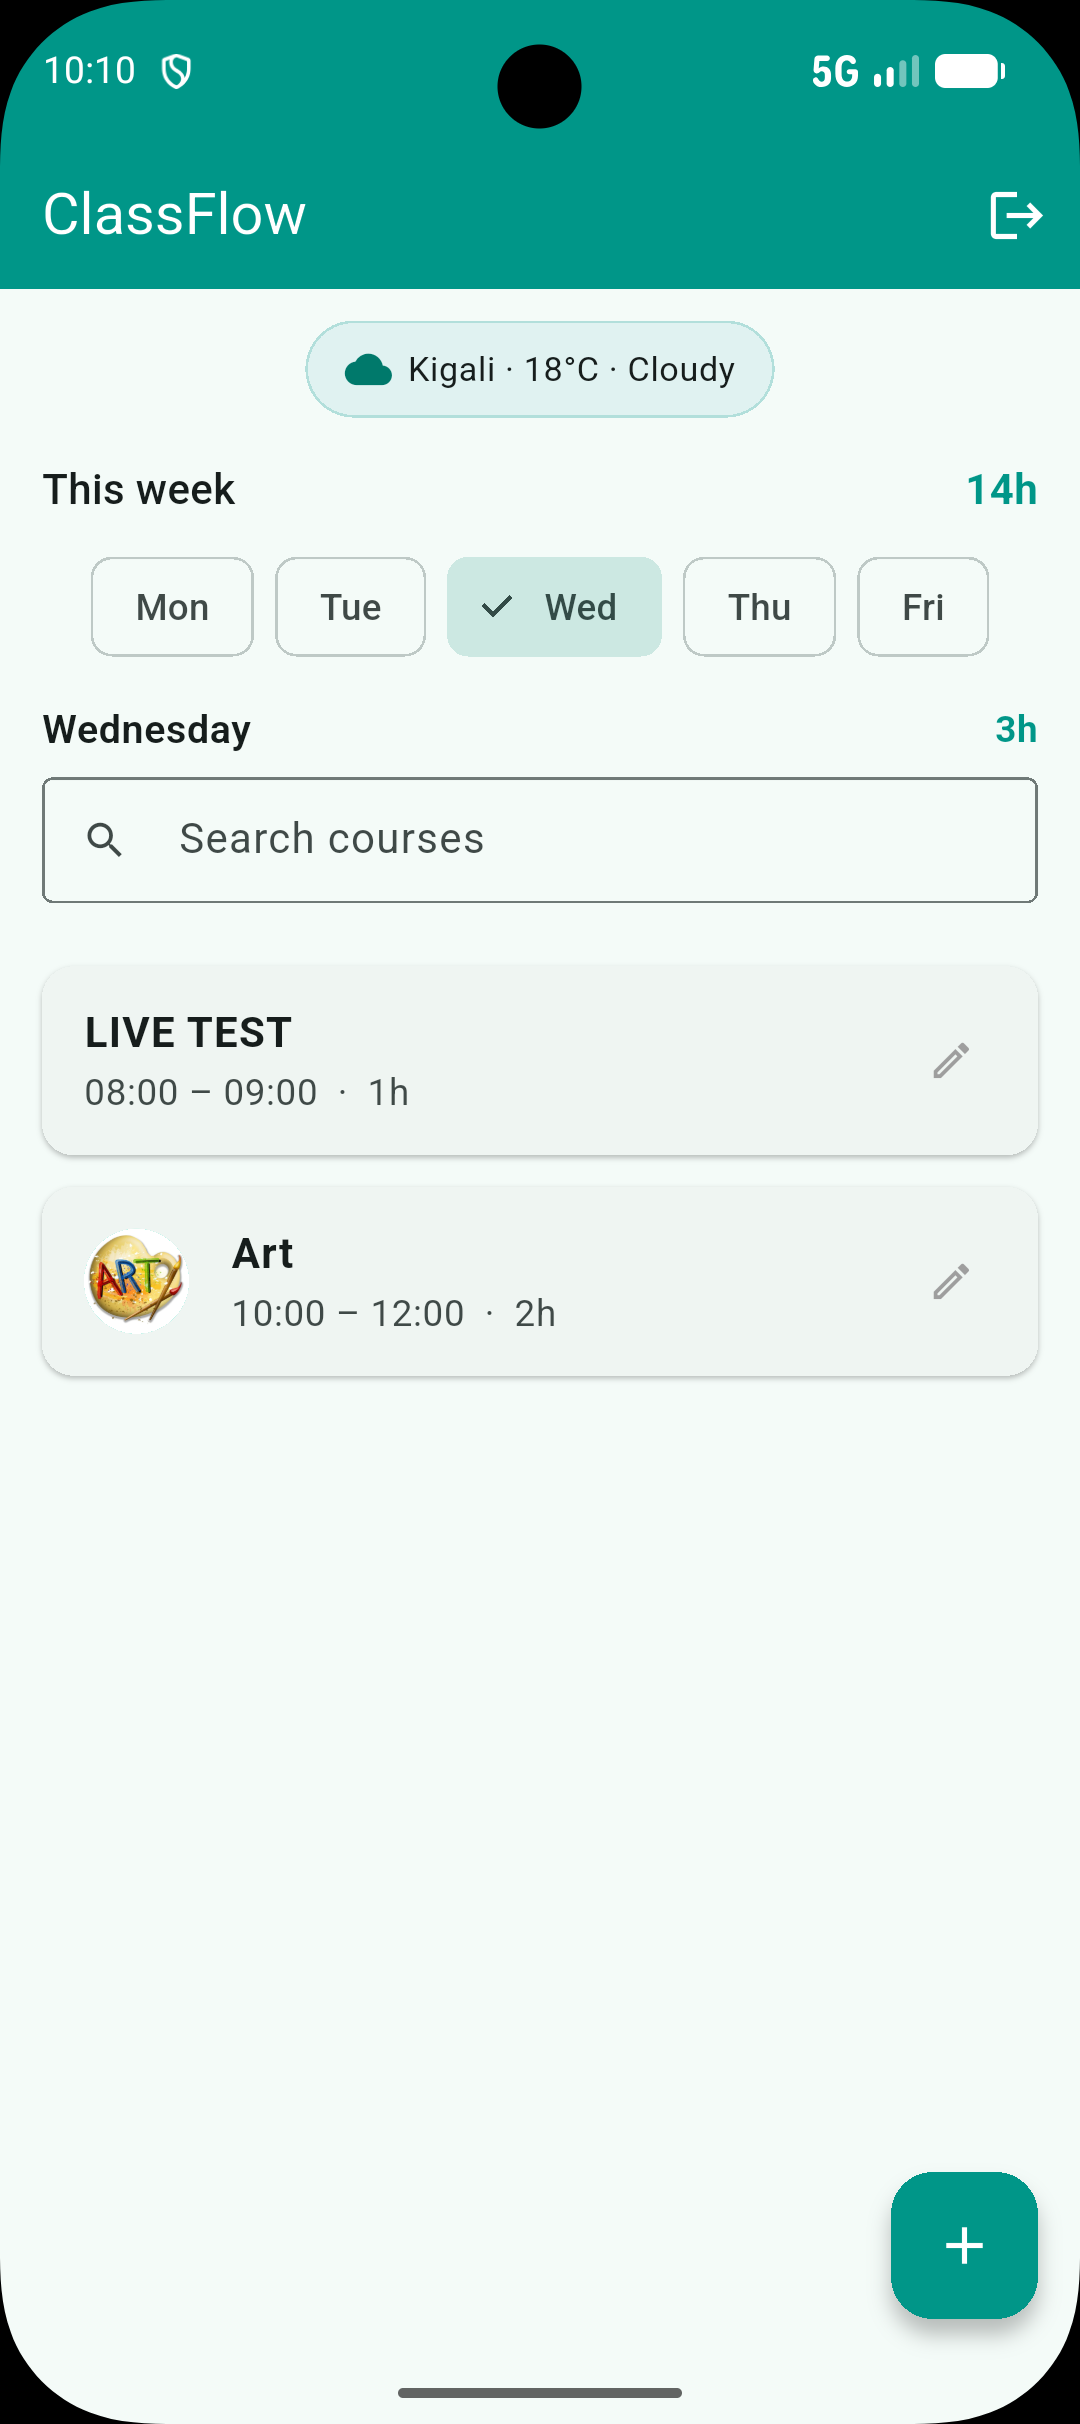 10:10 5G
ClassFlow
Kigali · 18°C · Cloudy
This week 14h
Mon Tue Wed Thu Fri
Wednesday 3h
Search courses
LIVE TEST
08:00 – 09:00 · 1h
ART
Art
10:00 – 12:00 · 2h